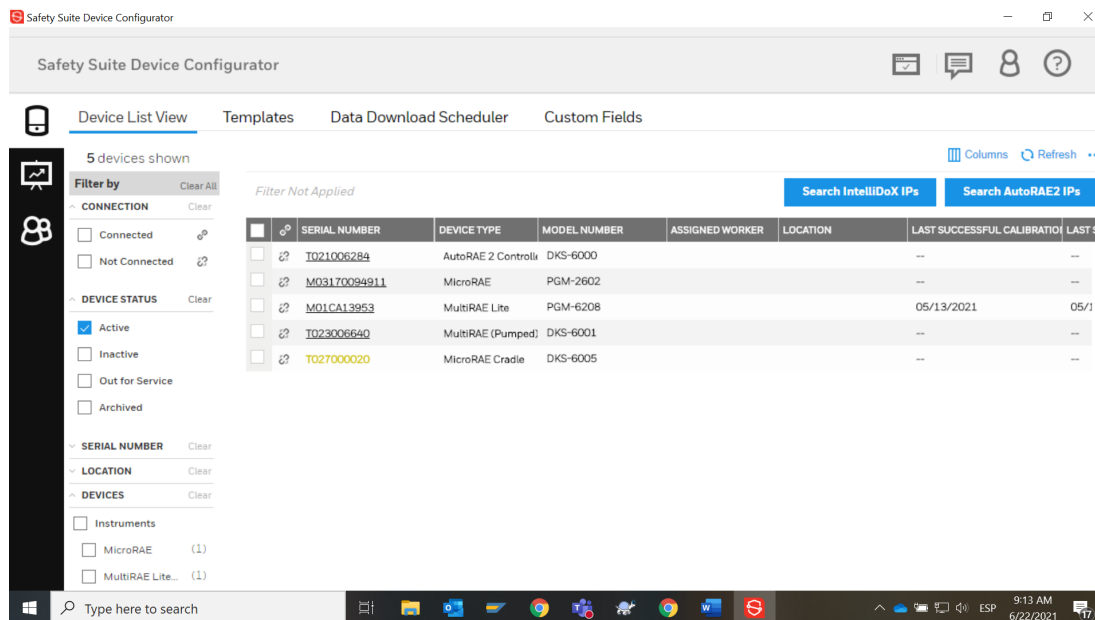 Safety Suite Device Configurator
Safety Suite Device Configurator
Device List View Templates Data Download Scheduler Custom Fields
5 devices shown
Columns Refresh
Filter by Clear All
Filter Not Applied
Search IntelliDoX IPs Search AutoRAE2 IPs
CONNECTION Clear
Connected
Not Connected
DEVICE STATUS Clear
Active
Inactive
Out for Service
Archived
SERIAL NUMBER Clear
LOCATION Clear
DEVICES Clear
Instruments
MicroRAE (1)
MultiRAE Lite... (1)
SERIAL NUMBER DEVICE TYPE MODEL NUMBER ASSIGNED WORKER LOCATION LAST SUCCESSFUL CALIBRATIO LAST S
T021006284 AutoRAE 2 Controlle DKS-6000 -- --
M03170094911 MicroRAE PGM-2602 -- --
M01CA13953 MultiRAE Lite PGM-6208 05/13/2021 05/1
T023006640 MultiRAE (Pumped) DKS-6001 -- --
T027000020 MicroRAE Cradle DKS-6005 -- --
Type here to search
ESP
9:13 AM
6/22/2021
17